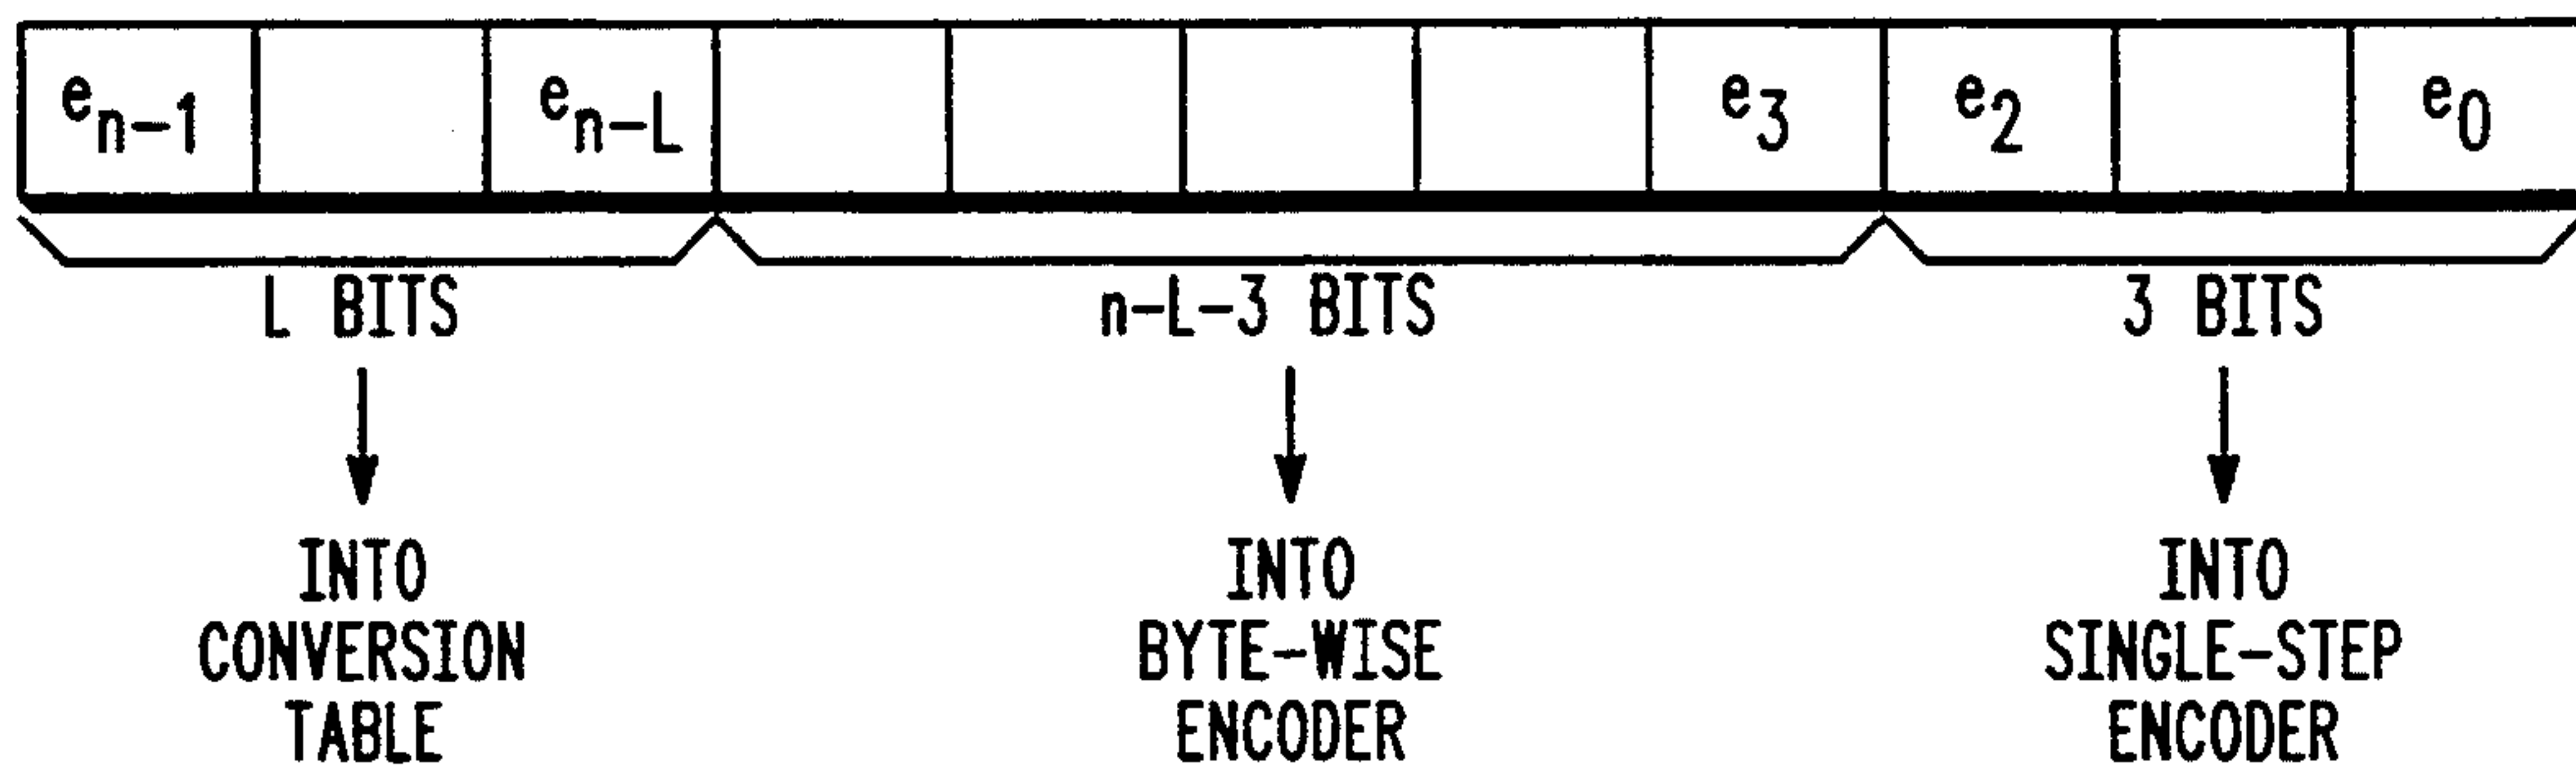 e_{n-1} e_{n-L} e_3 e_2 e_0
L BITS n-L-3 BITS 3 BITS
INTO INTO INTO
CONVERSION BYTE-WISE SINGLE-STEP
TABLE ENCODER ENCODER